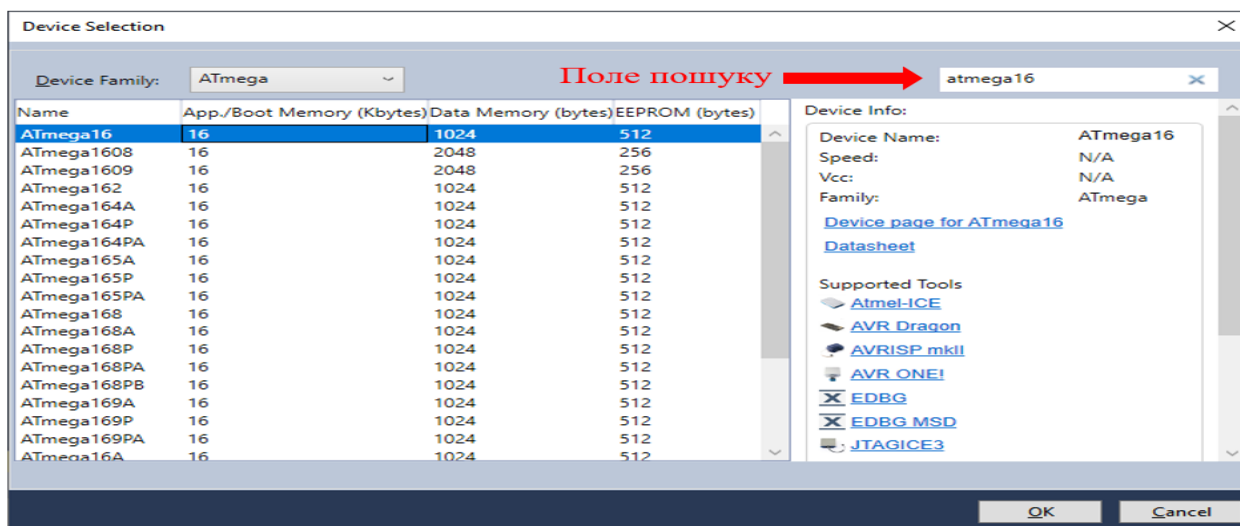 Device Selection
Device Family: ATmega Поле пошуку atmega16
Name App./Boot Memory (Kbytes) Data Memory (bytes) EEPROM (bytes)
ATmega16 16 1024 512
ATmega1608 16 2048 256
ATmega1609 16 2048 256
ATmega162 16 1024 512
ATmega164A 16 1024 512
ATmega164P 16 1024 512
ATmega164PA 16 1024 512
ATmega165A 16 1024 512
ATmega165P 16 1024 512
ATmega165PA 16 1024 512
ATmega168 16 1024 512
ATmega168A 16 1024 512
ATmega168P 16 1024 512
ATmega168PA 16 1024 512
ATmega168PB 16 1024 512
ATmega169A 16 1024 512
ATmega169P 16 1024 512
ATmega169PA 16 1024 512
ATmega16A 16 1024 512
Device Info:
Device Name: ATmega16
Speed: N/A
Vcc: N/A
Family: ATmega
Device page for ATmega16
Datasheet
Supported Tools
Atmel-ICE
AVR Dragon
AVRISP mkII
AVR ONE!
EDBG
EDBG MSD
JTAGICE3
OK Cancel